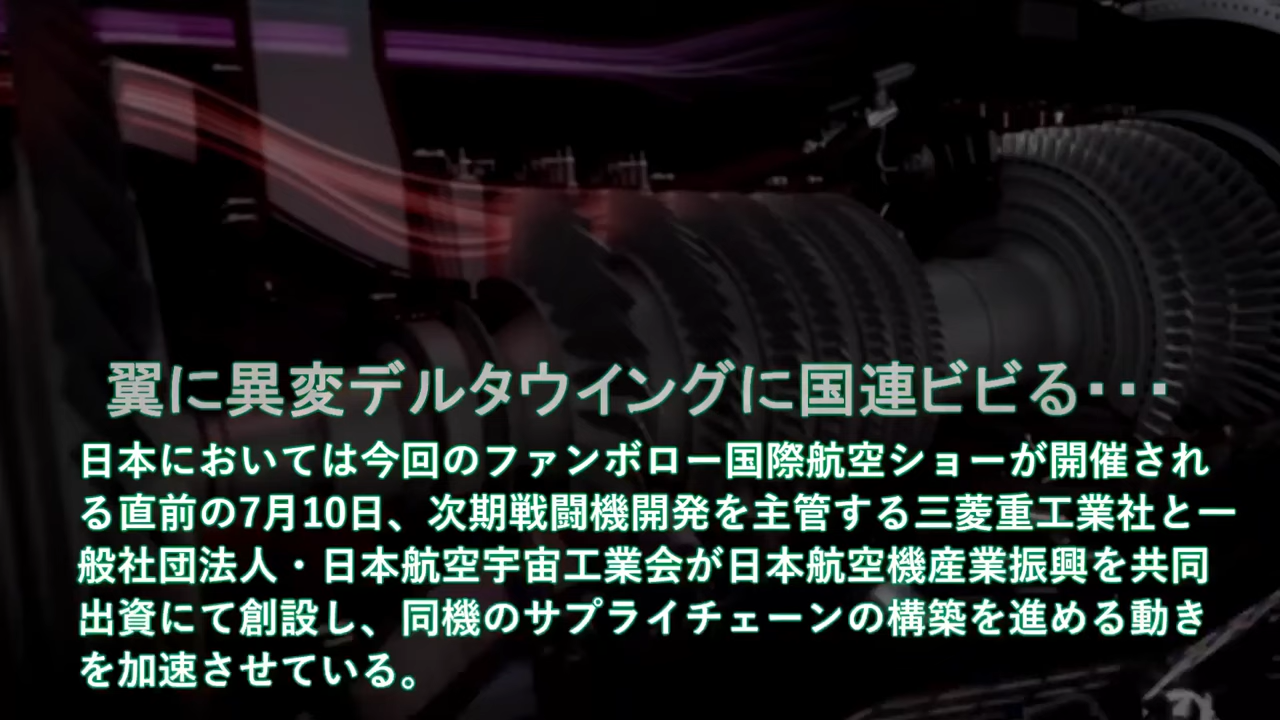 翼に異変デルタウイングに国連ビビる・・・
日本においては今回のファンボロー国際航空ショーが開催され
る直前の7月10日、次期戦闘機開発を主管する三菱重工業社と一
般社団法人・日本航空宇宙工業会が日本航空機産業振興を共同
出資にて創設し、同機のサプライチェーンの構築を進める動き
を加速させている。